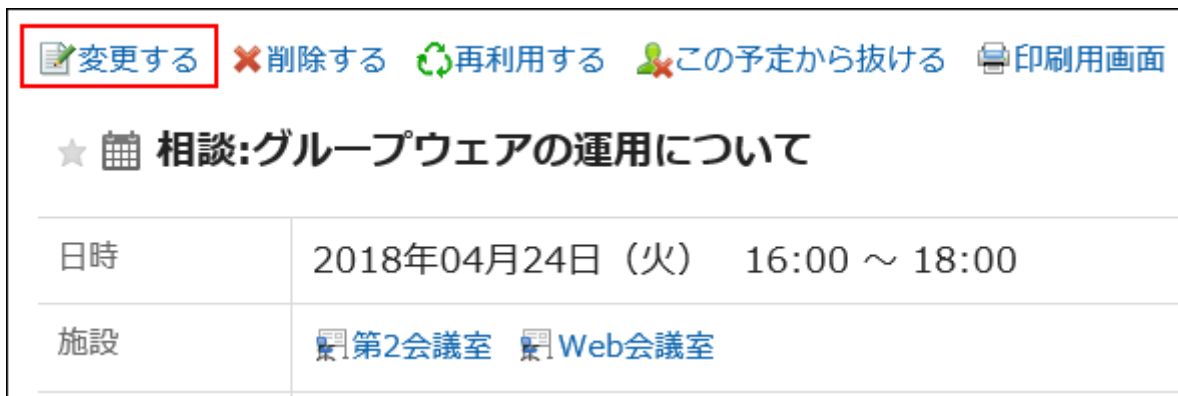 変更する 削除する 再利用する この予定から抜ける 印刷用画面
相談:グループウェアの運用について
日時 2018年04月24日（火） 16:00 ～ 18:00
施設 第2会議室 Web会議室